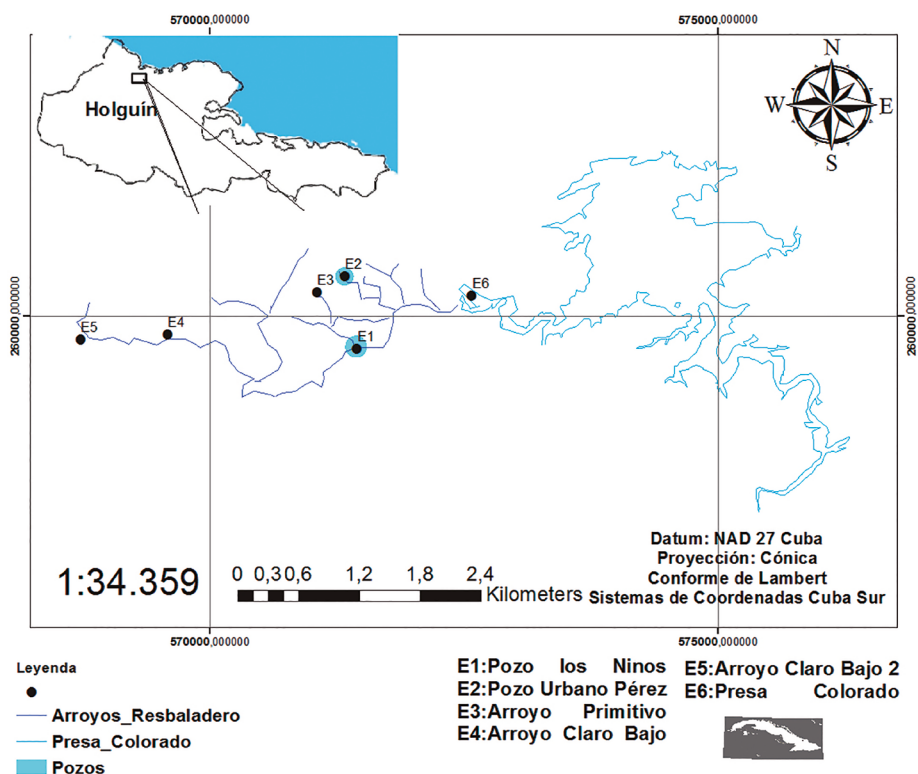 570000,000000
575000,000000
Holguín
N
W
E
S
2600000,000000
2600000,000000
E2
E3
E6
E5
E4
E1
1:34.359
0 0,30,6 1,2 1,8 2,4
Kilometers
Datum: NAD 27 Cuba
Proyección: Cónica
Conforme de Lambert
Sistemas de Coordenadas Cuba Sur
570000,000000
575000,000000
Leyenda
Arroyos_Resbaladero
Presa_Colorado
Pozos
E1:Pozo los Ninos
E2:Pozo Urbano Pérez
E3:Arroyo Primitivo
E4:Arroyo Claro Bajo
E5:Arroyo Claro Bajo 2
E6:Presa Colorado